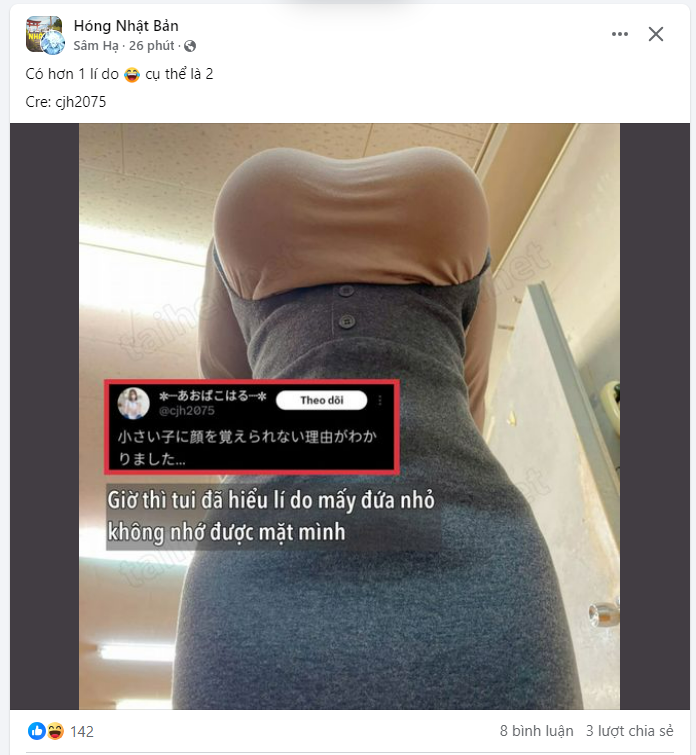 Hóng Nhật Bản
Sâm Hạ · 26 phút ·
Có hơn 1 lí do 😂 cụ thể là 2
Cre: cjh2075
✼┈あおばこはる┈✼
Theo dõi
@cjh2075
小さい子に顔を覚えられない理由がわか
りました...
Giờ thì tui đã hiểu lí do mấy đứa nhỏ
không nhớ được mặt mình
142
8 bình luận 3 lượt chia sẻ